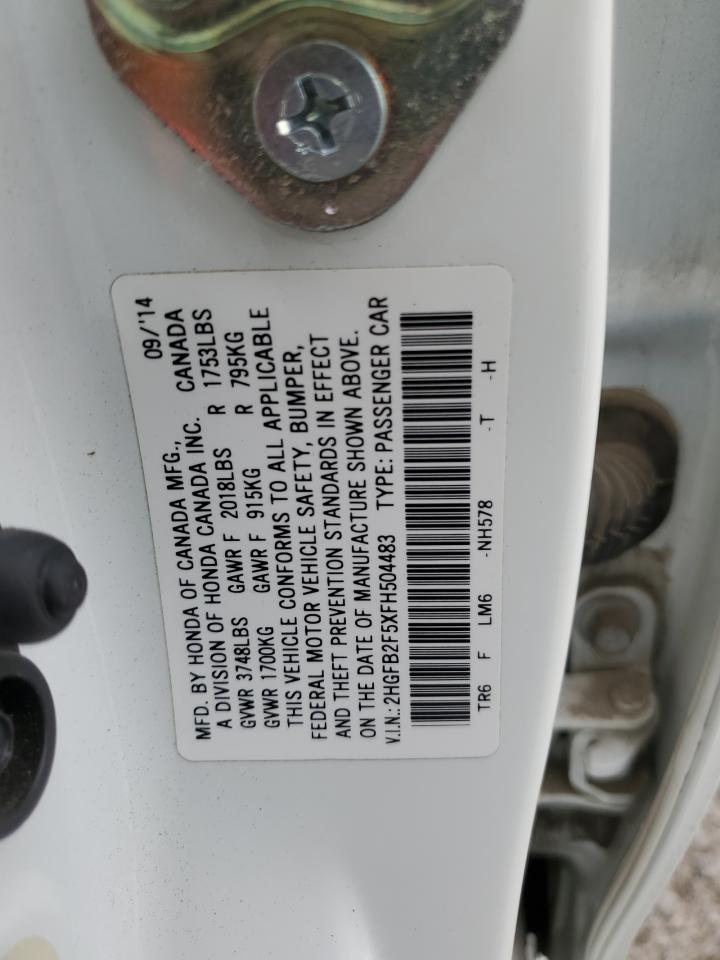 09/'14
MFD. BY HONDA OF CANADA MFG.,
A DIVISION OF HONDA CANADA INC. CANADA
GVWR 3748LBS GAWR F 2018LBS R 1753LBS
GVWR 1700KG GAWR F 915KG R 795KG
THIS VEHICLE CONFORMS TO ALL APPLICABLE
FEDERAL MOTOR VEHICLE SAFETY, BUMPER,
AND THEFT PREVENTION STANDARDS IN EFFECT
ON THE DATE OF MANUFACTURE SHOWN ABOVE.
V.I.N.: 2HGFB2F5XFH504483 TYPE: PASSENGER CAR
TR6 F LM6 -NH578 -T -H